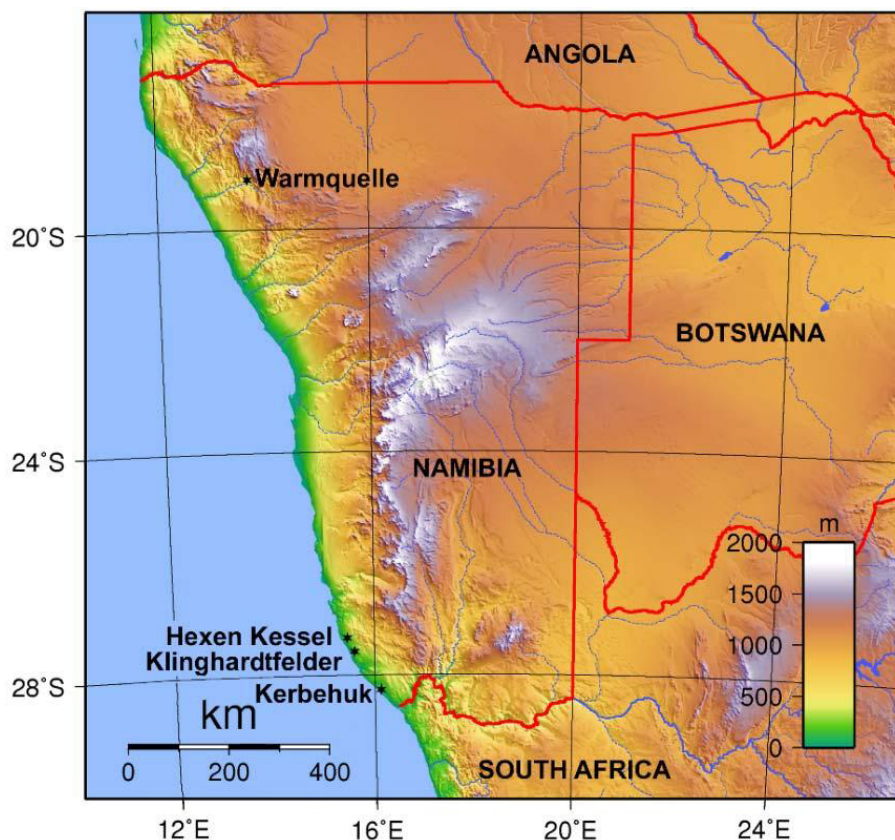 ANGOLA
Warmquelle
20°S
BOTSWANA
24°S
NAMIBIA
m
2000
1500
1000
500
0
Hexen Kessel
Klinghardtfelder
28°S
Kerbehuk
km
0 200 400
SOUTH AFRICA
12°E 16°E 20°E 24°E